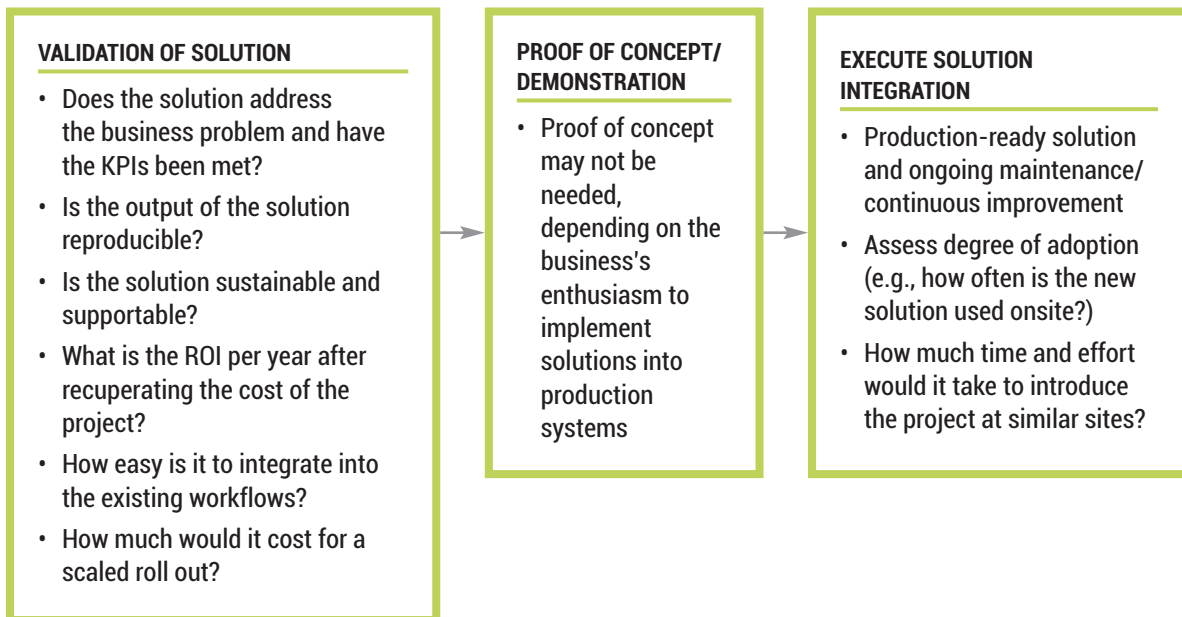 VALIDATION OF SOLUTION
• Does the solution address
the business problem and have
the KPIs been met?
• Is the output of the solution
reproducible?
• Is the solution sustainable and
supportable?
• What is the ROI per year after
recuperating the cost of the
project?
• How easy is it to integrate into
the existing workflows?
• How much would it cost for a
scaled roll out?
PROOF OF CONCEPT/
DEMONSTRATION
• Proof of concept
may not be
needed,
depending on the
business's
enthusiasm to
implement
solutions into
production
systems
EXECUTE SOLUTION
INTEGRATION
• Production-ready solution
and ongoing maintenance/
continuous improvement
• Assess degree of adoption
(e.g., how often is the new
solution used onsite?)
• How much time and effort
would it take to introduce
the project at similar sites?